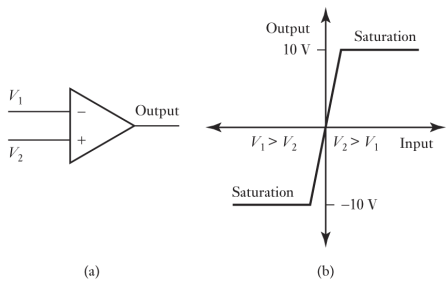 V1
V2
−
+
Output
(a)
Output
10 V
Saturation
V1 > V2
V2 > V1
Input
Saturation
−10 V
(b)